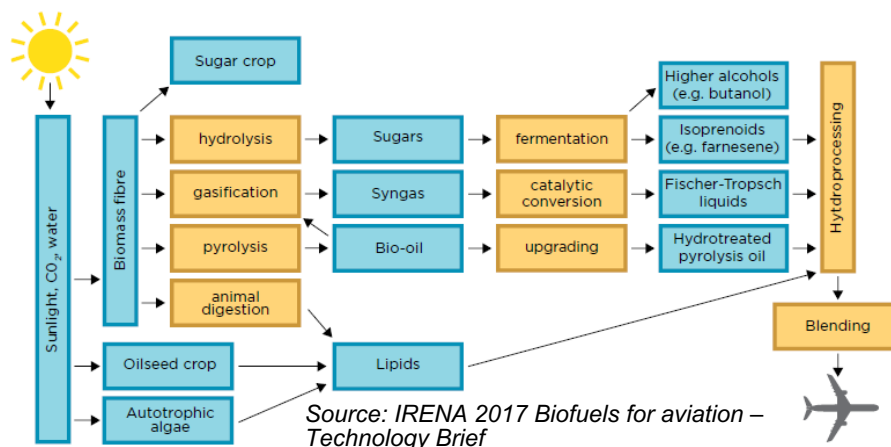 Sugar crop
Higher alcohols
(e.g. butanol)
Sunlight, CO₂, water
Biomass fibre
hydrolysis
Sugars
fermentation
Isoprenoids
(e.g. farnesene)
Hytdroprocessing
gasification
Syngas
catalytic
conversion
Fischer-Tropsch
liquids
pyrolysis
Bio-oil
upgrading
Hydrotreated
pyrolysis oil
animal
digestion
Blending
Oilseed crop
Lipids
Autotrophic
algae
Source: IRENA 2017 Biofuels for aviation –
Technology Brief